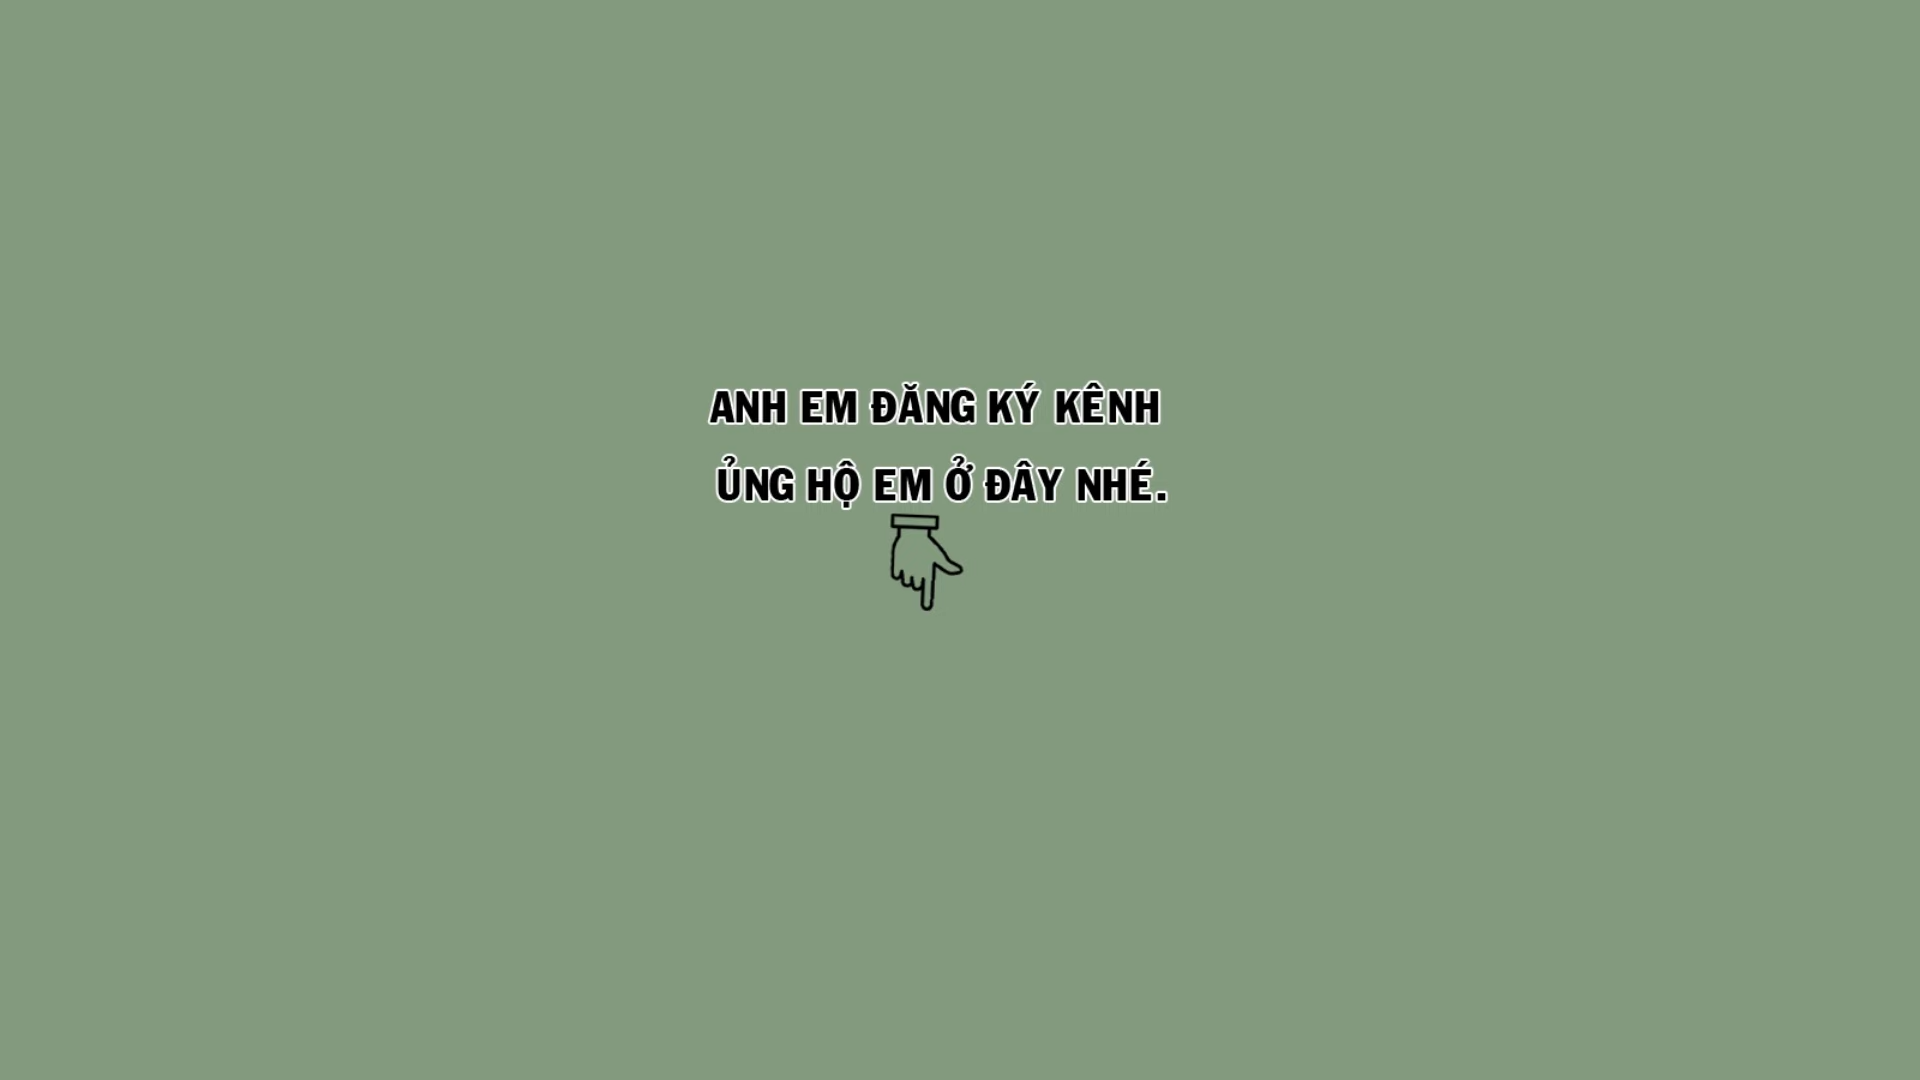 ANH EM ĐĂNG KÝ KÊNH
ỦNG HỘ EM Ở ĐÂY NHÉ.